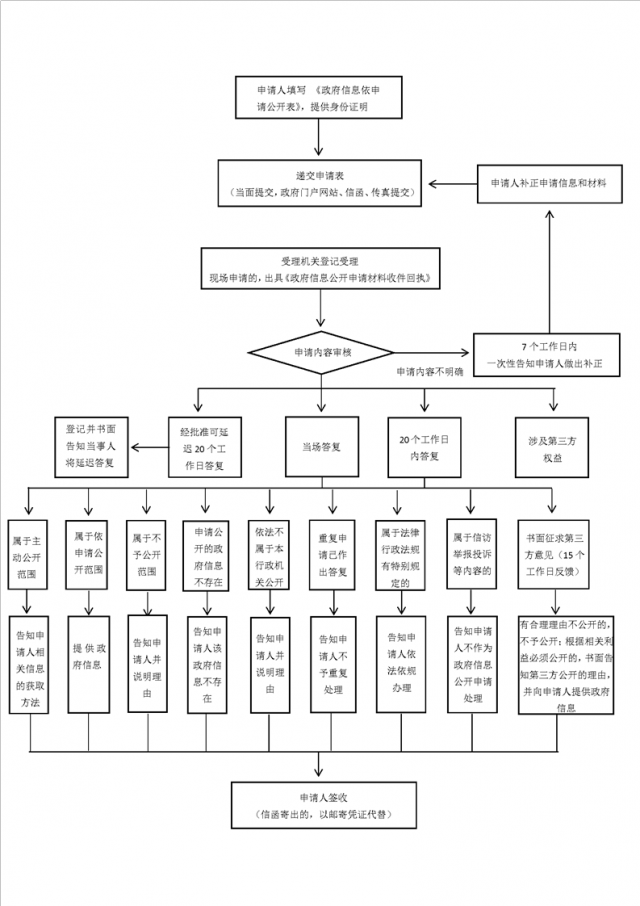 申请人填写 《政府信息依申
请公开表》，提供身份证明
递交申请表
（当面提交，政府门户网站、信函、传真提交）
申请人补正申请信息和材料
受理机关登记受理
现场申请的，出具《政府信息公开申请材料收件回执》
申请内容审核
7 个工作日内
一次性告知申请人做出补正
申请内容不明确
登记并书面
告知当事人
将延迟答复
经批准可延
迟 20 个工
作日答复
当场答复
20 个工作日
内答复
涉及第三方
权益
属于主
动公开
范围
属于依
申请公
开范围
属于不
予公开
范围
申请公
开的政
府信息
不存在
依法不
属本行
政机关
公开
重复申
请已作
出答复
属于法律
行政法规
有特别规
定的
属于信访
举报投诉
等内容的
书面征求第三
方意见（15 个
工作日反馈）
告知申请
人相关信
息的获取
方法
提供政
府信息
告知申请
人并说明
理由
告知申请
人该政府
信息不存
在
告知申请
人并说明
理由
告知申请
人不予重
复处理
告知申请
人依法依
规办理
告知申请
人不作为
政府信息
公开申请
处理
有合理理由不公开的，
不予公开；根据相关利
益必须公开的，书面告
知第三方公开的理由，
并向申请人提供政府
信息
申请人签收
（信函寄出的，以邮寄凭证代替）